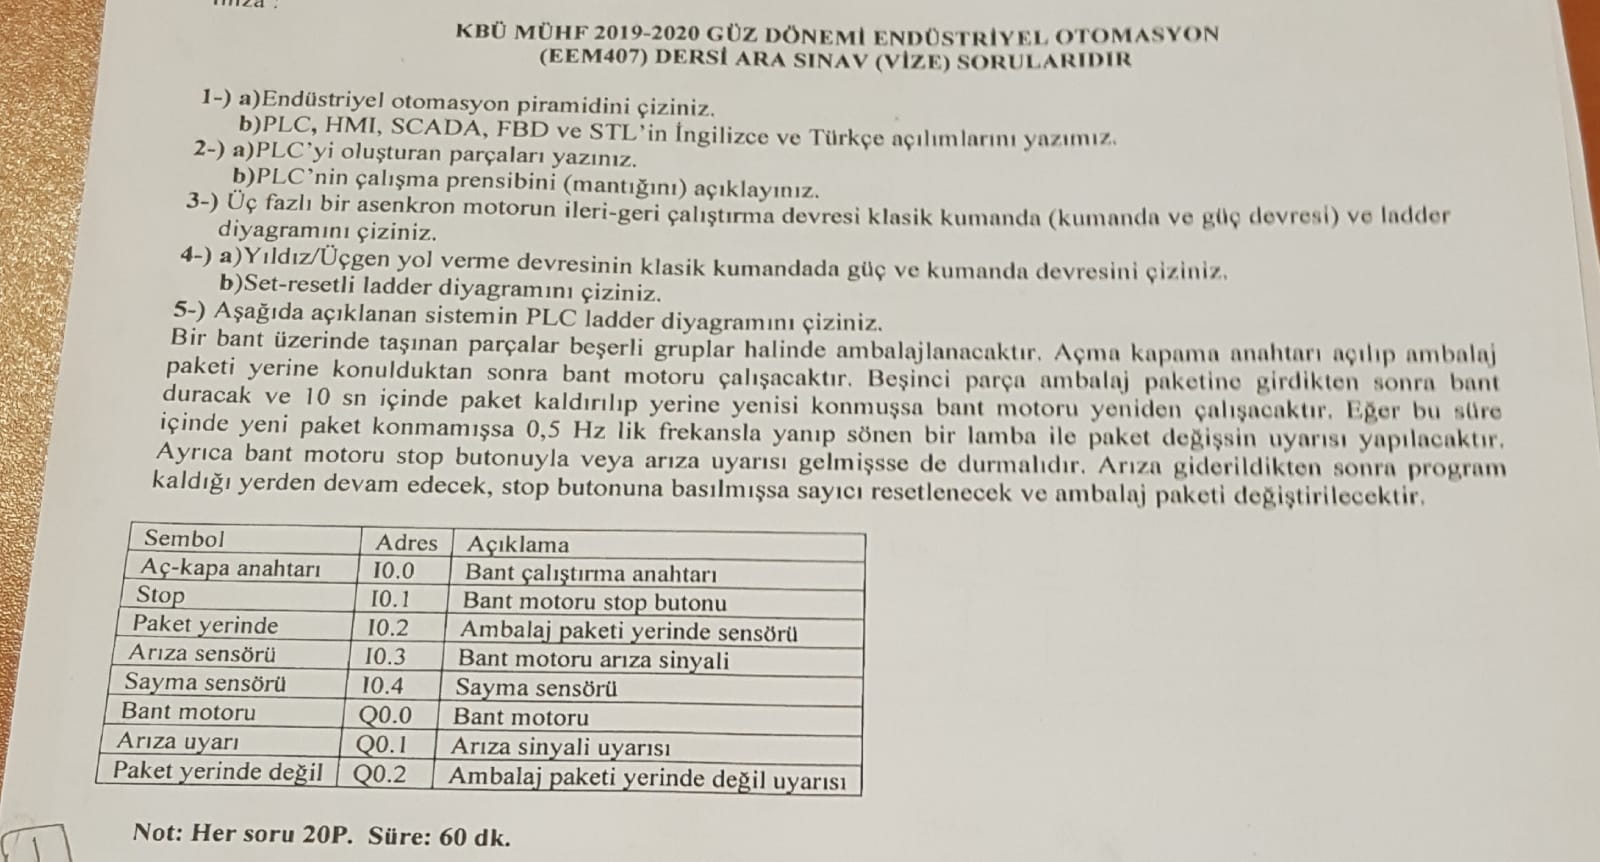 KBÜ MÜHF 2019-2020 GÜZ DÖNEMİ ENDÜSTRİYEL OTOMASYON
(EEM407) DERSİ ARA SINAV (VİZE) SORULARIDIR
1-) a)Endüstriyel otomasyon piramidini çiziniz.
b)PLC, HMI, SCADA, FBD ve STL'in İngilizce ve Türkçe açılımlarını yazımız.
2-) a)PLC'yi oluşturan parçaları yazınız.
b)PLC'nin çalışma prensibini (mantığını) açıklayınız.
3-) Üç fazlı bir asenkron motorun ileri-geri çalıştırma devresi klasik kumanda (kumanda ve güç devresi) ve ladder
diyagramını çiziniz.
4-) a)Yıldız/Üçgen yol verme devresinin klasik kumandada güç ve kumanda devresini çiziniz.
b)Set-resetli ladder diyagramını çiziniz.
5-) Aşağıda açıklanan sistemin PLC ladder diyagramını çiziniz.
Bir bant üzerinde taşınan parçalar beşerli gruplar halinde ambalajlanacaktır. Açma kapama anahtarı açılıp ambalaj
paketi yerine konulduktan sonra bant motoru çalışacaktır. Beşinci parça ambalaj paketine girdikten sonra bant
duracak ve 10 sn içinde paket kaldırılıp yerine yenisi konmuşsa bant motoru yeniden çalışacaktır. Eğer bu süre
içinde yeni paket konmamışsa 0,5 Hz lik frekansla yanıp sönen bir lamba ile paket değişsin uyarısı yapılacaktır.
Ayrıca bant motoru stop butonuyla veya arıza uyarısı gelmişsse de durmalıdır. Arıza giderildikten sonra program
kaldığı yerden devam edecek, stop butonuna basılmışsa sayıcı resetlenecek ve ambalaj paketi değiştirilecektir.
Sembol Adres Açıklama
Aç-kapa anahtarı I0.0 Bant çalıştırma anahtarı
Stop I0.1 Bant motoru stop butonu
Paket yerinde I0.2 Ambalaj paketi yerinde sensörü
Arıza sensörü I0.3 Bant motoru arıza sinyali
Sayma sensörü I0.4 Sayma sensörü
Bant motoru Q0.0 Bant motoru
Arıza uyarı Q0.1 Arıza sinyali uyarısı
Paket yerinde değil Q0.2 Ambalaj paketi yerinde değil uyarısı
Not: Her soru 20P. Süre: 60 dk.